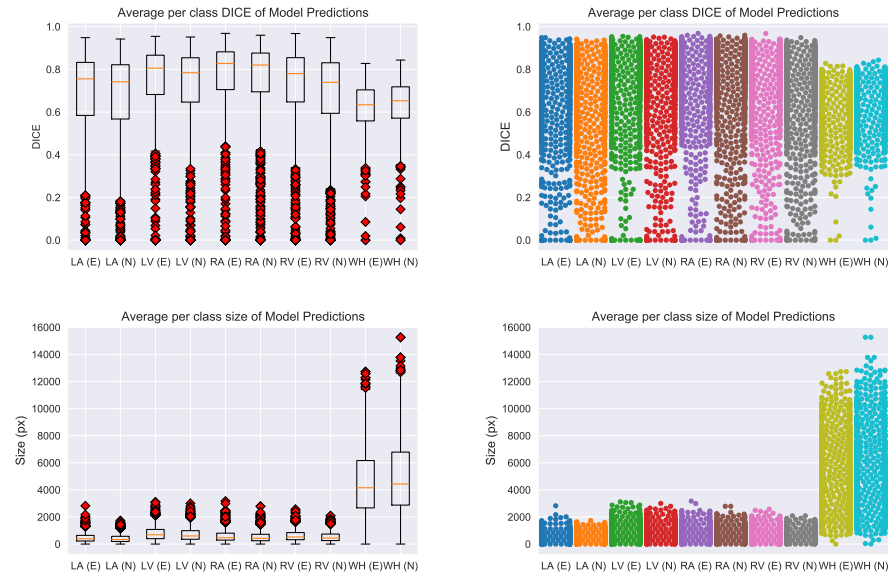 Average per class DICE of Model Predictions
1.0
0.8
0.6
0.4
0.2
0.0
DICE
LA (E) LA (N) LV (E) LV (N) RA (E) RA (N) RV (E) RV (N) WH (E) WH (N)
Average per class DICE of Model Predictions
1.0
0.8
0.6
0.4
0.2
0.0
DICE
LA (E) LA (N) LV (E) LV (N) RA (E) RA (N) RV (E) RV (N) WH (E) WH (N)
Average per class size of Model Predictions
16000
14000
12000
10000
8000
6000
4000
2000
0
Size (px)
LA (E) LA (N) LV (E) LV (N) RA (E) RA (N) RV (E) RV (N) WH (E) WH (N)
Average per class size of Model Predictions
16000
14000
12000
10000
8000
6000
4000
2000
0
Size (px)
LA (E) LA (N) LV (E) LV (N) RA (E) RA (N) RV (E) RV (N) WH (E) WH (N)